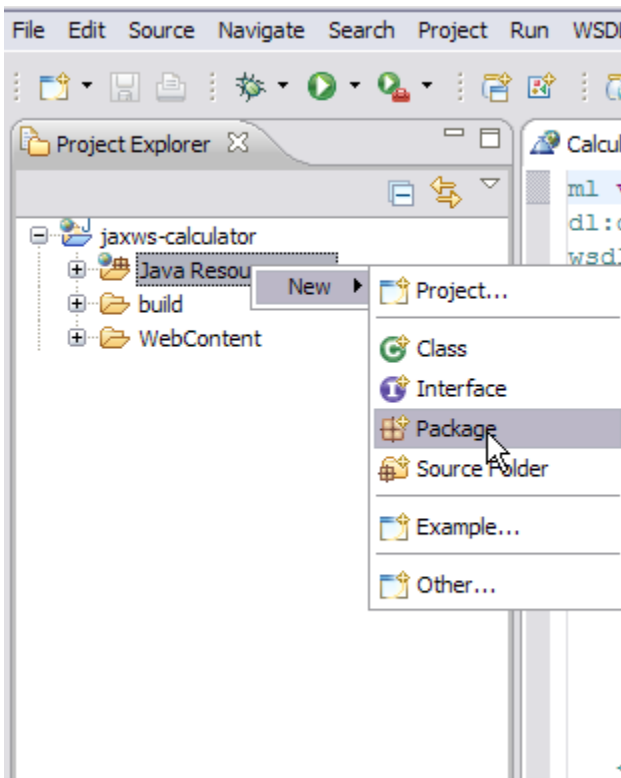 File Edit Source Navigate Search Project Run WSD
Project Explorer
Calcul
jaxws-calculator
Java Resou
build
WebContent
New
Project...
Class
Interface
Package
Source Folder
Example...
Other...
ml
dl:
wsdl